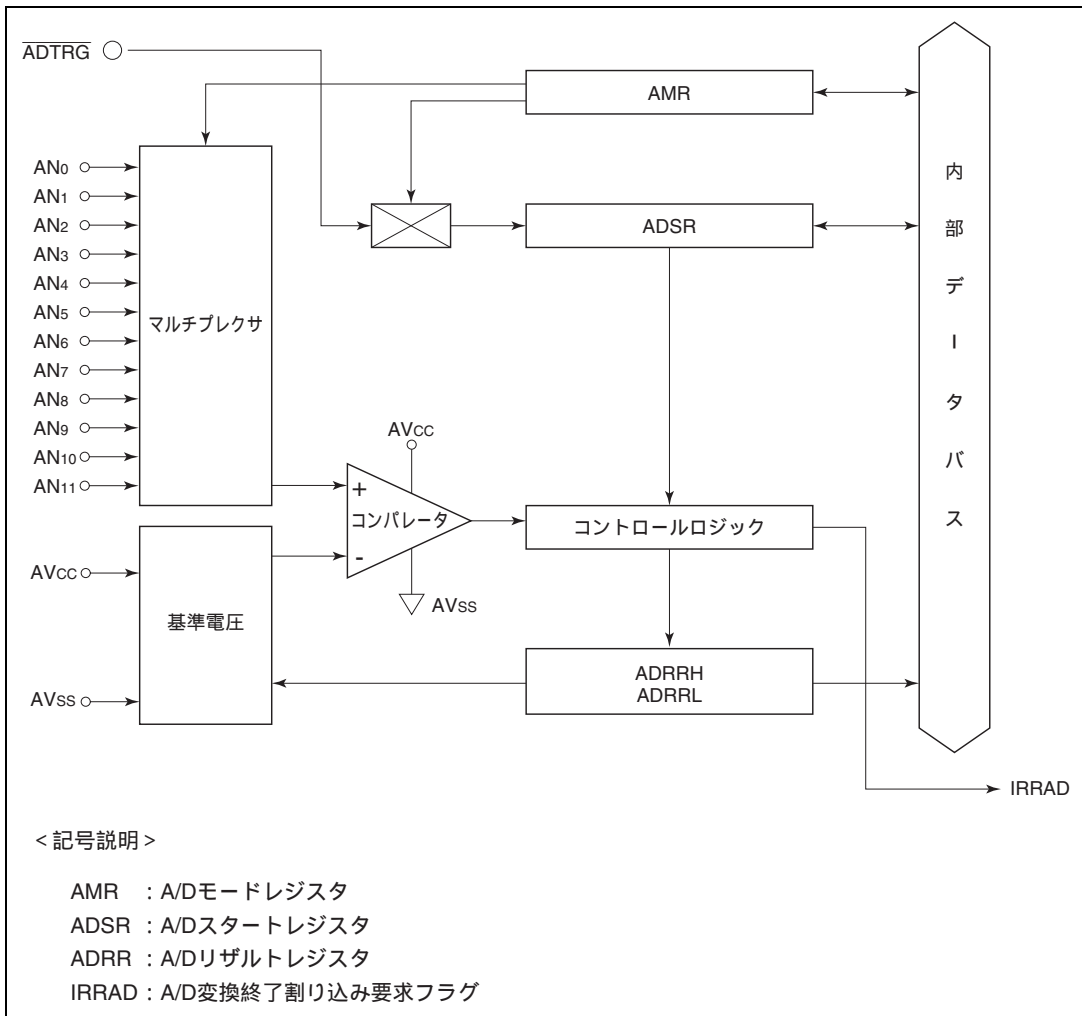 ADTRG
AMR
AN0
AN1
AN2
AN3
AN4
AN5
AN6
AN7
AN8
AN9
AN10
AN11
マルチプレクサ
ADSR
内部データバス
AVCC
+
コンパレータ
-
AVSS
コントロールロジック
AVCC
基準電圧
AVSS
ADRRH
ADRRL
IRRAD
<記号説明>
AMR :A/Dモードレジスタ
ADSR :A/Dスタートレジスタ
ADRR :A/Dリザルトレジスタ
IRRAD:A/D変換終了割り込み要求フラグ